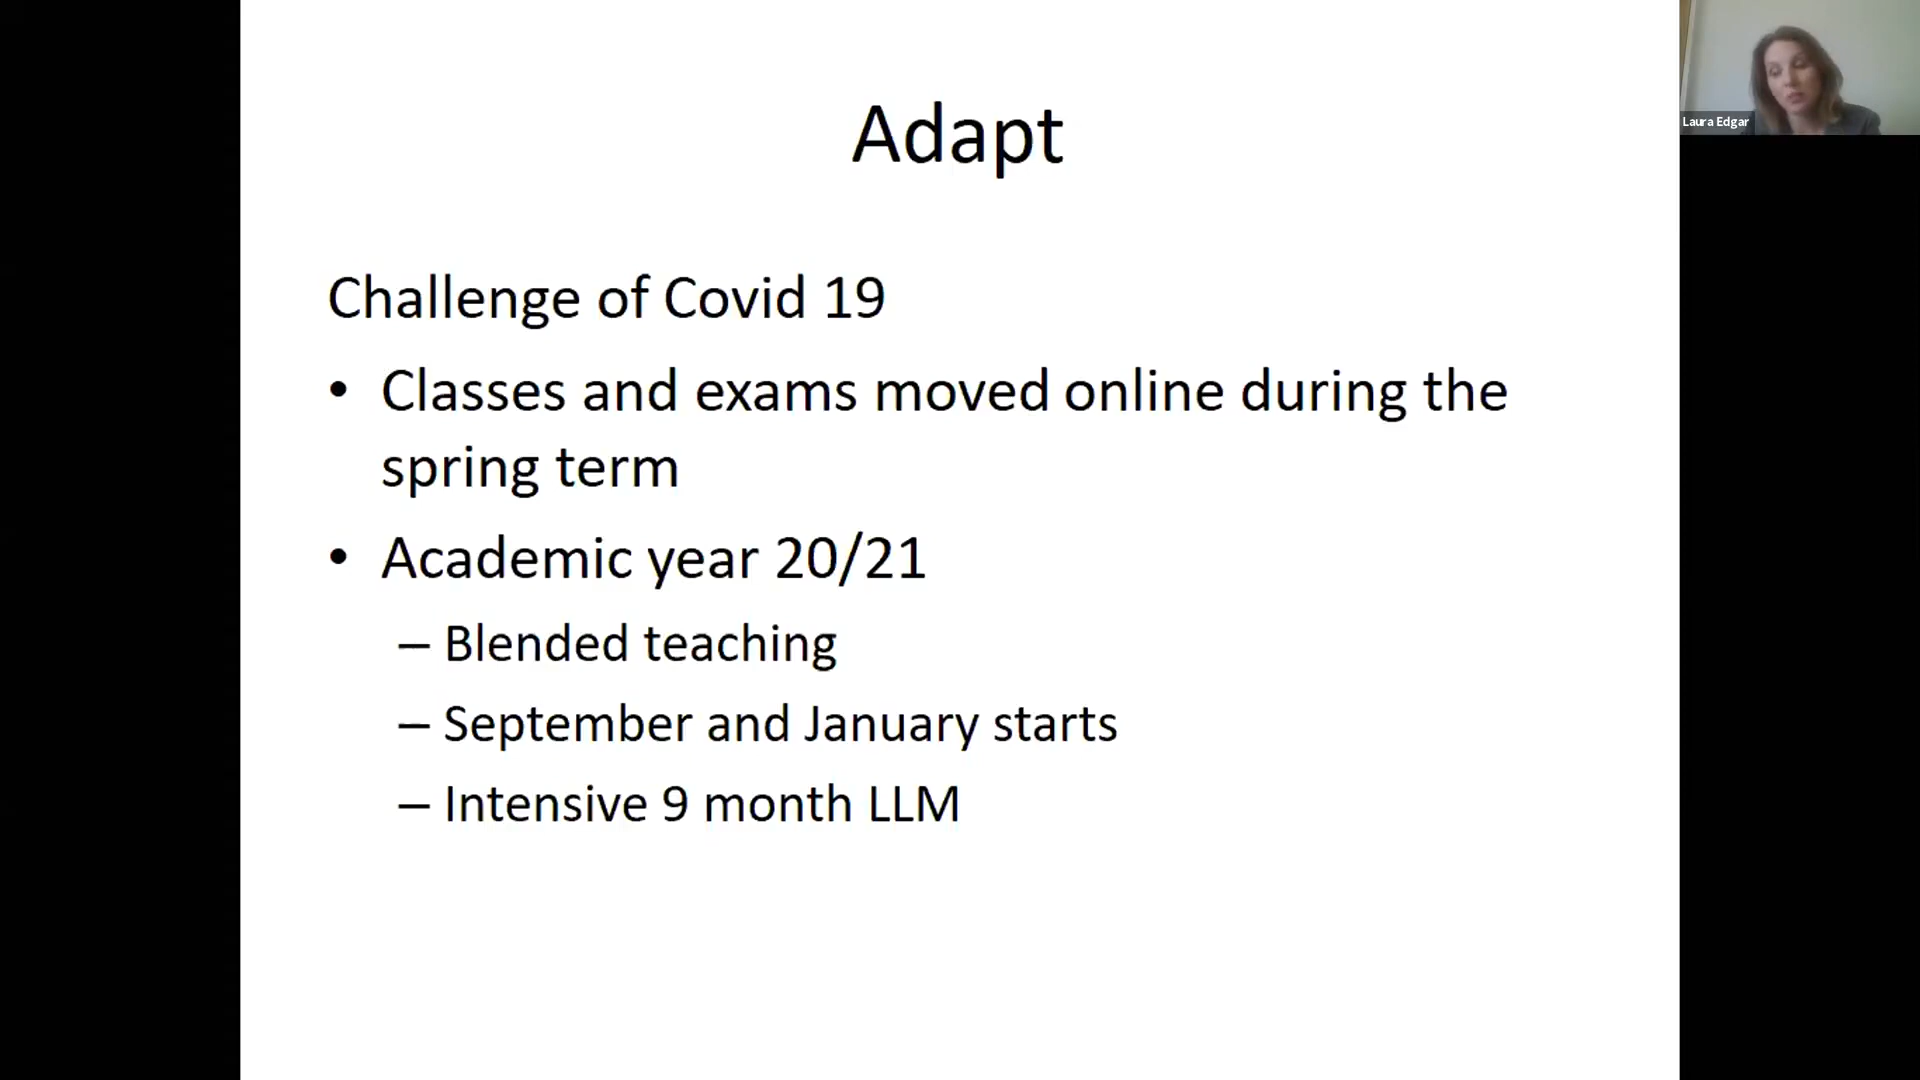 Adapt
Laura Edgar
Challenge of Covid 19
• Classes and exams moved online during the
spring term
• Academic year 20/21
– Blended teaching
– September and January starts
– Intensive 9 month LLM